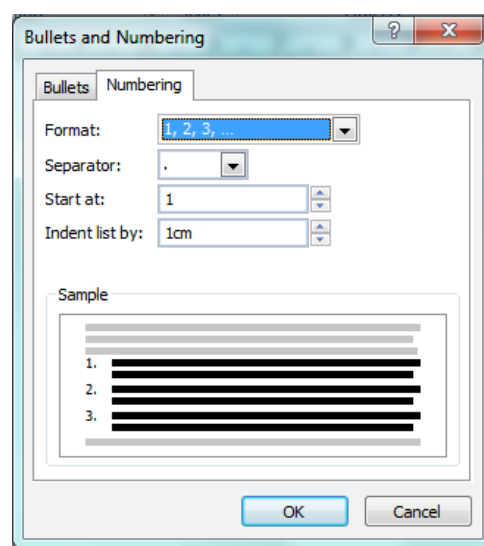 Bullets and Numbering
Bullets Numbering
Format: 1, 2, 3, ...
Separator: .
Start at: 1
Indent list by: 1cm
Sample
1.
2.
3.
OK Cancel